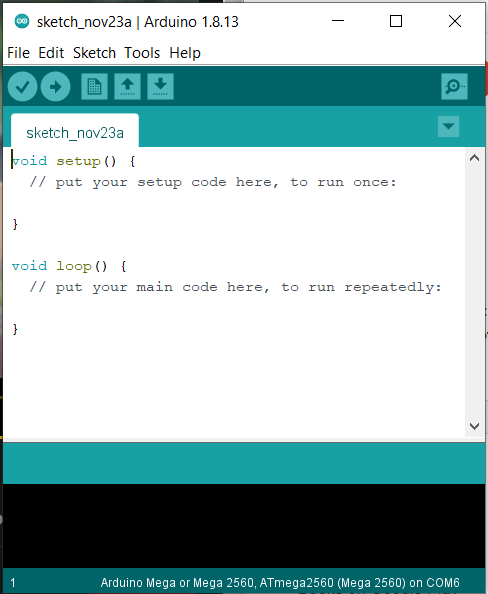 sketch_nov23a | Arduino 1.8.13
File Edit Sketch Tools Help
sketch_nov23a
void setup() {
  // put your setup code here, to run once:
}
void loop() {
  // put your main code here, to run repeatedly:
}
1 Arduino Mega or Mega 2560, ATmega2560 (Mega 2560) on COM6